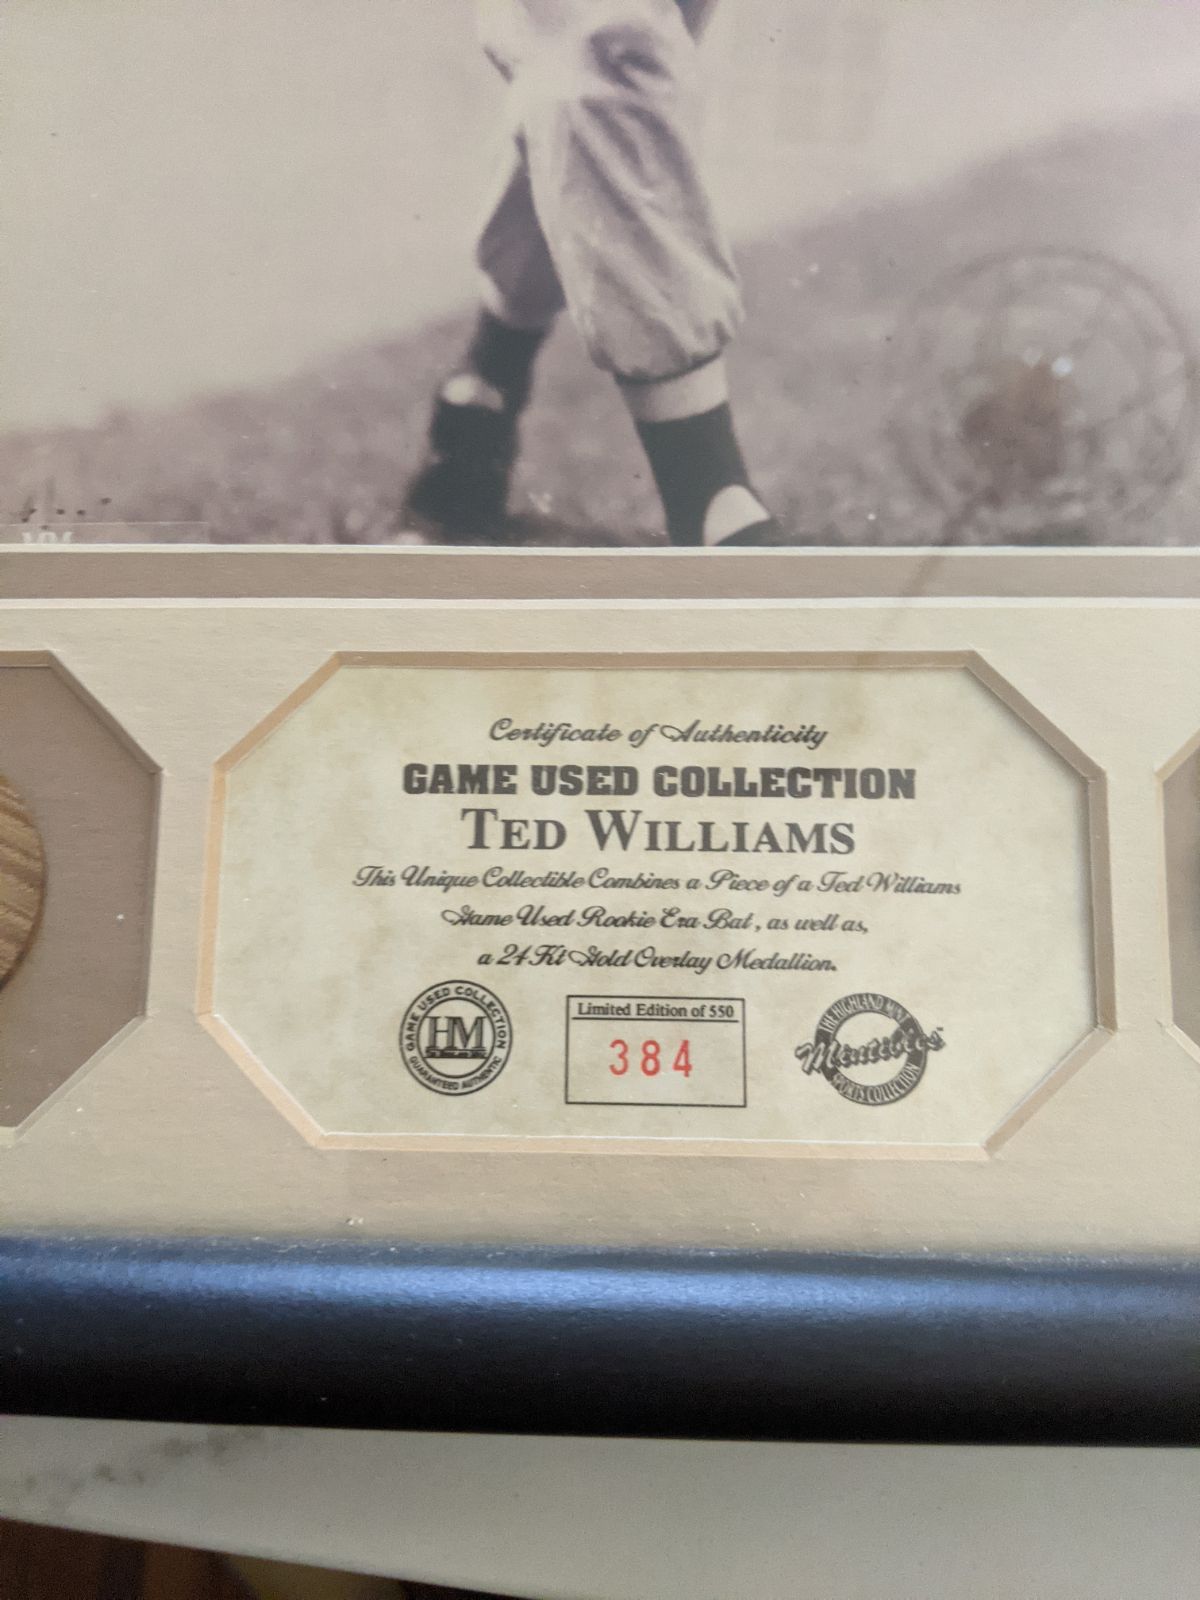 Certificate of Authenticity
GAME USED COLLECTION
TED WILLIAMS
This Unique Collectible Combines a Piece of a Ted Williams
Game Used Rookie Era Bat, as well as,
a 24 Kt Gold Overlay Medallion.
GAME USED COLLECTION
HM
GUARANTEED AUTHENTIC
Limited Edition of 550
384
THE HIGHLAND MINT
Mintibles™
SPORTS COLLECTION